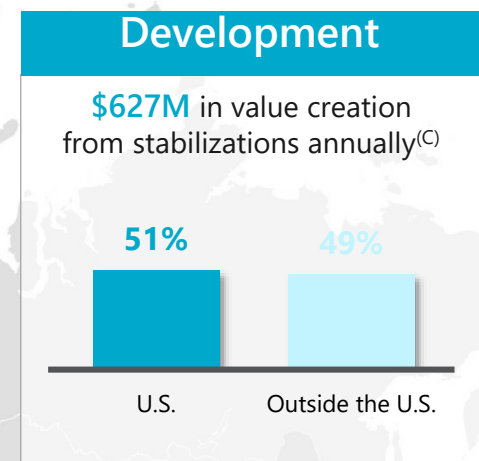 Development
$627M in value creation
from stabilizations annually(C)
51% 49%
U.S. Outside the U.S.